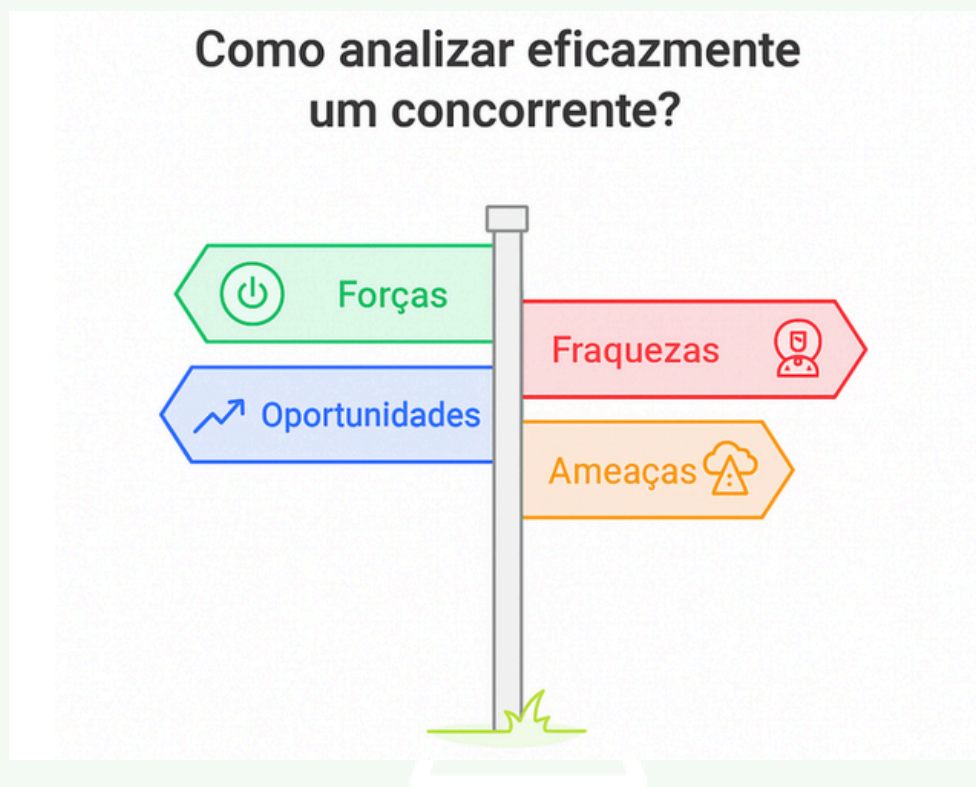 Como analizar eficazmente
um concorrente?
Forças
Fraquezas
Oportunidades
Ameaças